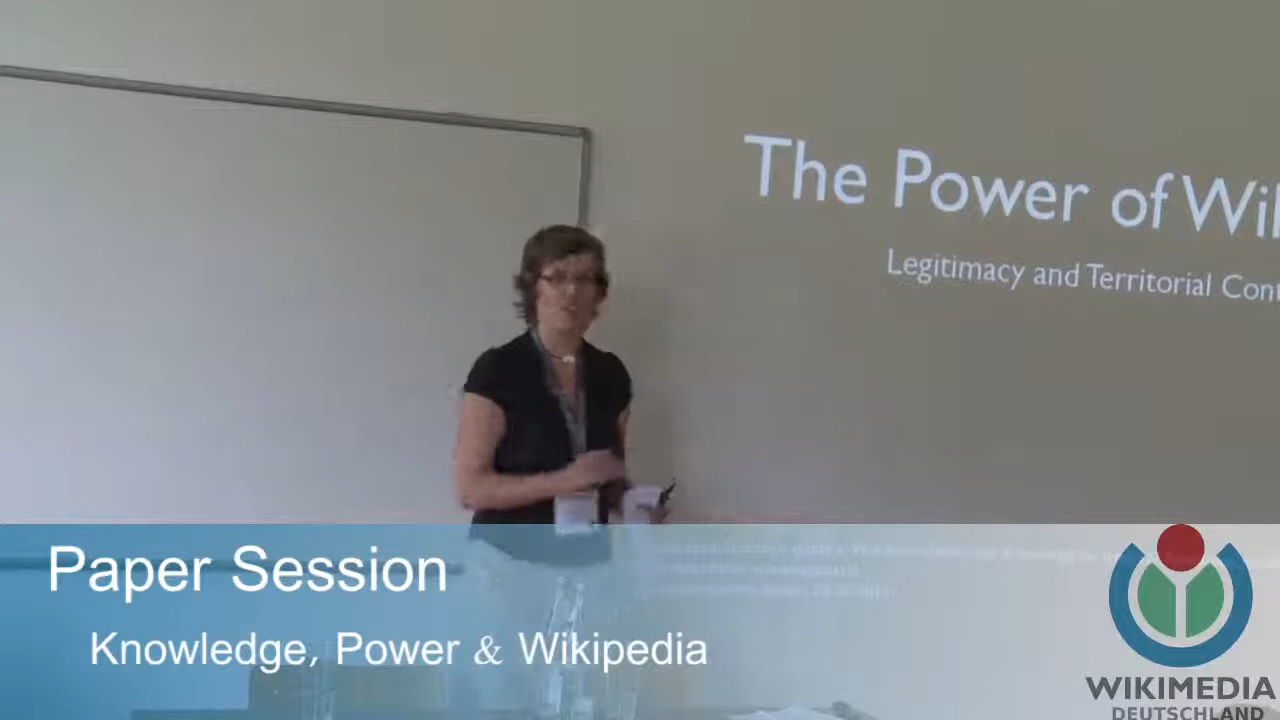 The Power of Wi
Legitimacy and Territorial Con
Paper Session
Knowledge, Power & Wikipedia
WIKIMEDIA
DEUTSCHLAND